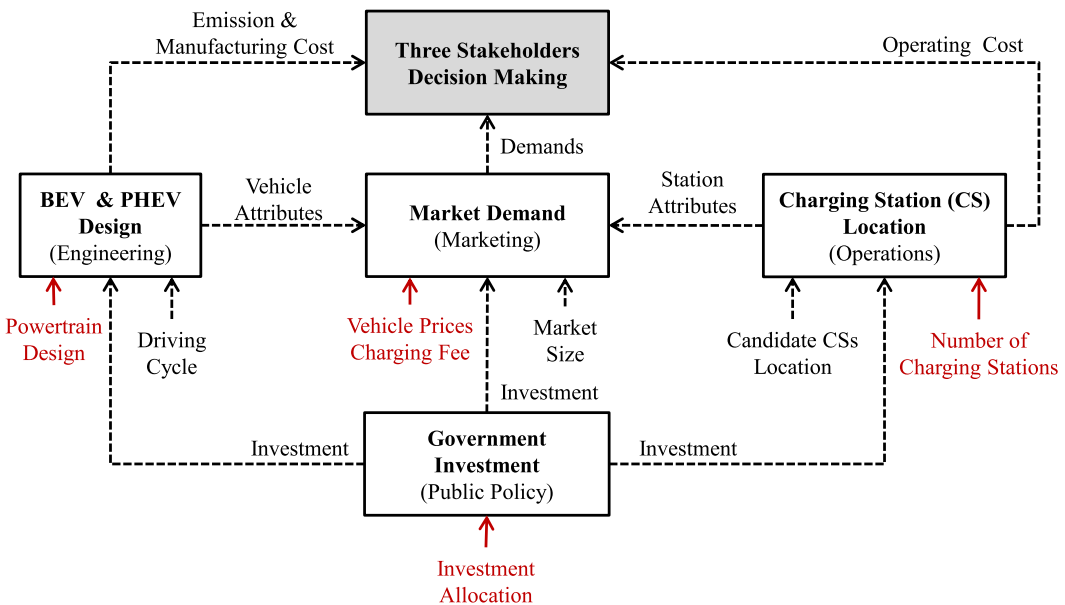 Emission &
Manufacturing Cost
Three Stakeholders
Decision Making
Operating Cost
Demands
BEV & PHEV
Design
(Engineering)
Vehicle
Attributes
Market Demand
(Marketing)
Station
Attributes
Charging Station (CS)
Location
(Operations)
Powertrain
Design
Driving
Cycle
Vehicle Prices
Charging Fee
Market
Size
Candidate CSs
Location
Number of
Charging Stations
Investment
Investment
Government
Investment
(Public Policy)
Investment
Investment
Allocation